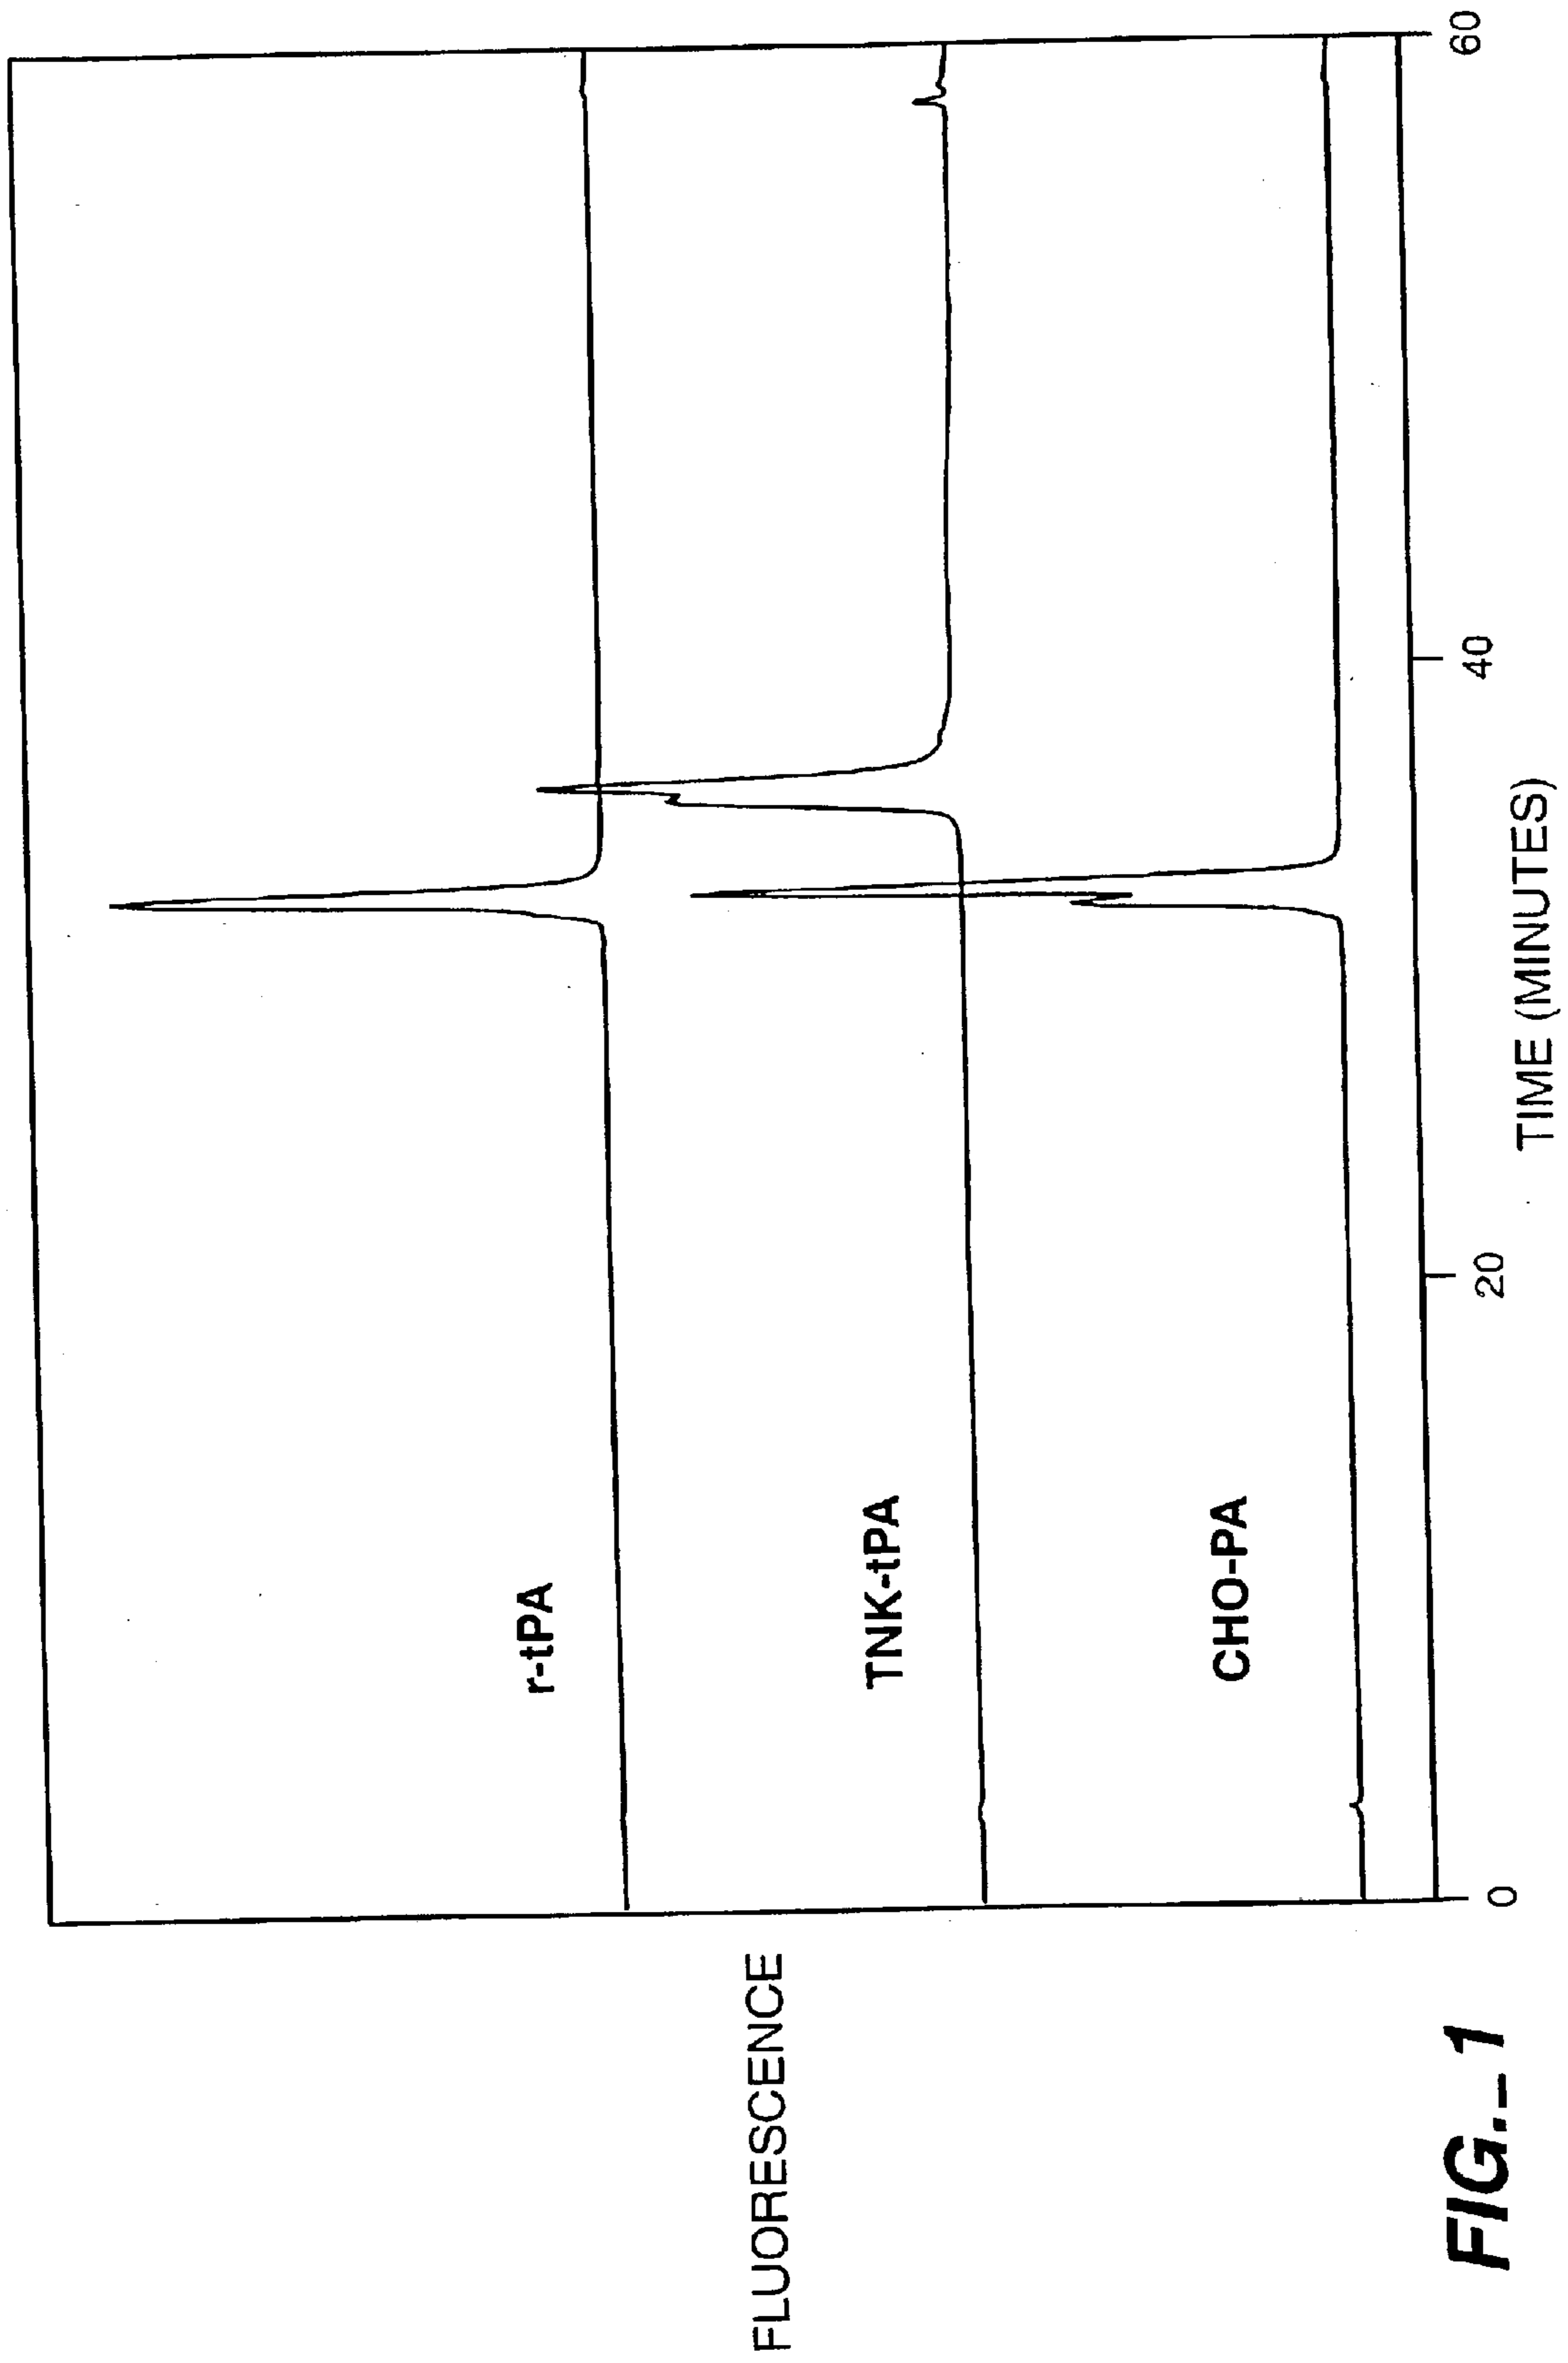 FLUORESCENCE
r-tPA
TNK-tPA
CHO-PA
0
20
40
60
TIME (MINUTES)
FIG._1